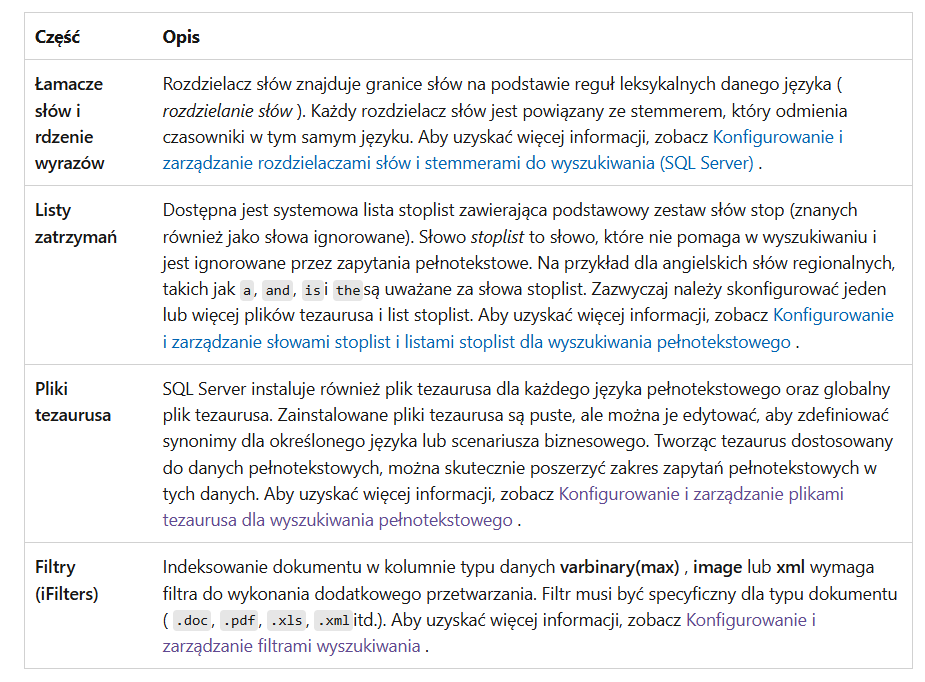 Część Opis
Łamacze słów i rdzenie wyrazów
Rozdzielacz słów znajduje granice słów na podstawie reguł leksykalnych danego języka (
rozdzielanie słów ). Każdy rozdzielacz słów jest powiązany ze stemmerem, który odmienia
czasowniki w tym samym języku. Aby uzyskać więcej informacji, zobacz Konfigurowanie i
zarządzanie rozdzielaczami słów i stemmerami do wyszukiwania (SQL Server) .
Listy zatrzymań
Dostępna jest systemowa lista stoplist zawierająca podstawowy zestaw słów stop (znanych
również jako słowa ignorowane). Słowo stoplist to słowo, które nie pomaga w wyszukiwaniu i
jest ignorowane przez zapytania pełnotekstowe. Na przykład dla angielskich słów regionalnych,
takich jak a, and, is i the są uważane za słowa stoplist. Zazwyczaj należy skonfigurować jeden
lub więcej plików tezaurusa i list stoplist. Aby uzyskać więcej informacji, zobacz Konfigurowanie
i zarządzanie słowami stoplist i listami stoplist dla wyszukiwania pełnotekstowego .
Pliki tezaurusa
SQL Server instaluje również plik tezaurusa dla każdego języka pełnotekstowego oraz globalny
plik tezaurusa. Zainstalowane pliki tezaurusa są puste, ale można je edytować, aby zdefiniować
synonimy dla określonego języka lub scenariusza biznesowego. Tworząc tezaurus dostosowany
do danych pełnotekstowych, można skutecznie poszerzyć zakres zapytań pełnotekstowych w
tych danych. Aby uzyskać więcej informacji, zobacz Konfigurowanie i zarządzanie plikami
tezaurusa dla wyszukiwania pełnotekstowego .
Filtry (iFilters)
Indeksowanie dokumentu w kolumnie typu danych varbinary(max) , image lub xml wymaga
filtra do wykonania dodatkowego przetwarzania. Filtr musi być specyficzny dla typu dokumentu
( .doc, .pdf, .xls, .xml itd.). Aby uzyskać więcej informacji, zobacz Konfigurowanie i
zarządzanie filtrami wyszukiwania .